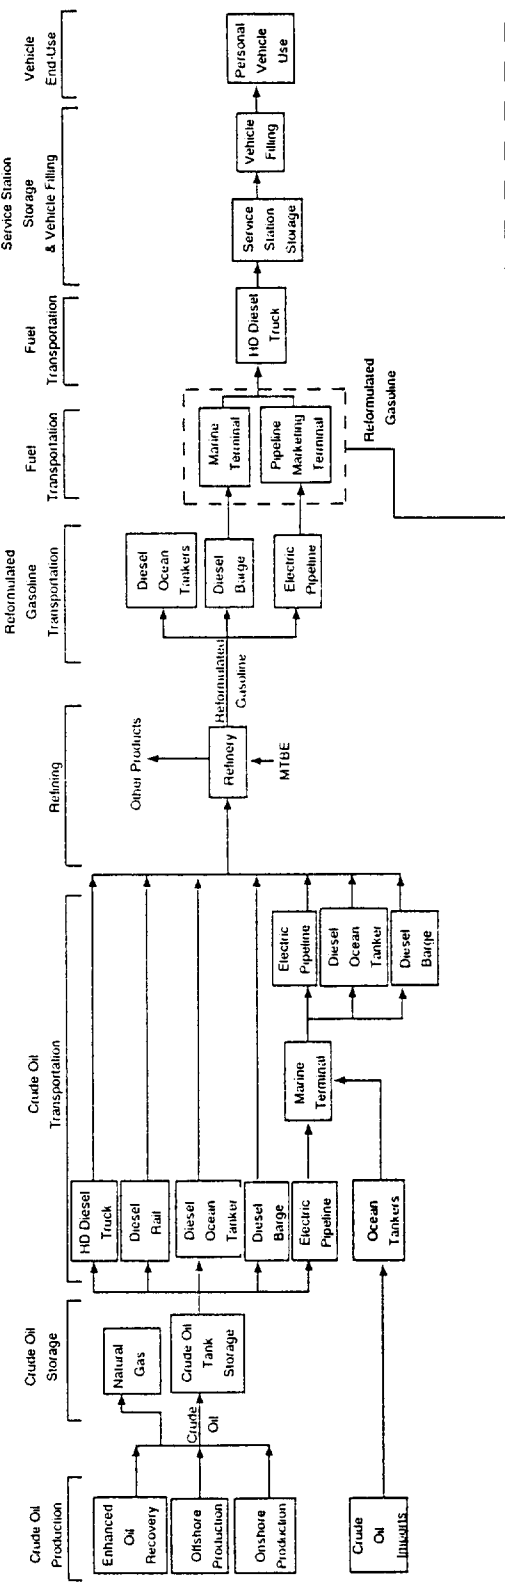 Crude Oil
Production
Crude Oil
Storage
Crude Oil
Transportation
Refining
Reformulated
Gasoline
Transportation
Fuel
Transportation
Fuel
Transportation
Service Station
Storage
& Vehicle Filling
Vehicle
End-Use
Enhanced
Oil
Recovery
Offshore
Production
Onshore
Production
Crude
Oil
Imports
Natural
Gas
Crude
Oil
Crude Oil
Tank
Storage
HD Diesel
Truck
Diesel
Rail
Diesel
Ocean
Tanker
Diesel
Barge
Electric
Pipeline
Ocean
Tankers
Marine
Terminal
Electric
Pipeline
Diesel
Ocean
Tanker
Diesel
Barge
Other Products
Refinery
MTBE
Reformulated
Gasoline
Diesel
Ocean
Tankers
Diesel
Barge
Electric
Pipeline
Marine
Terminal
Pipeline
Marketing
Terminal
Reformulated
Gasoline
HD Diesel
Truck
Service
Station
Storage
Vehicle
Filling
Personal
Vehicle
Use